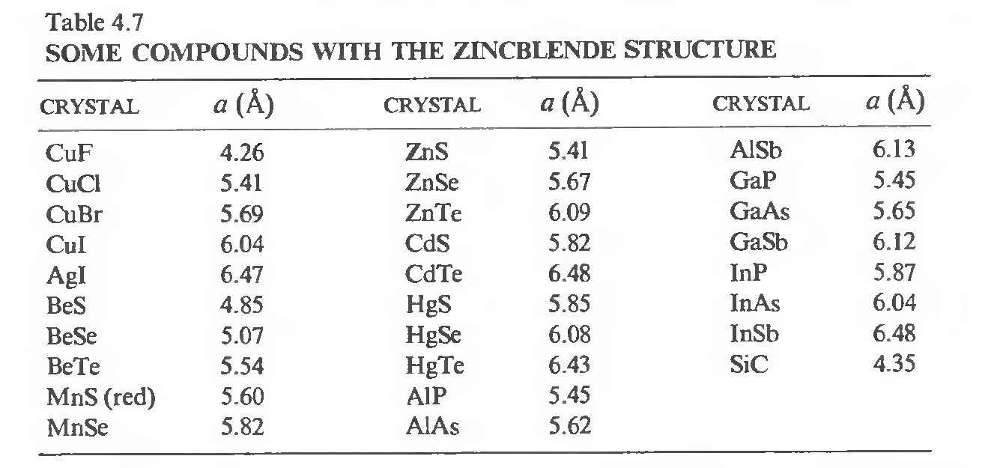 Table 4.7
SOME COMPOUNDS WITH THE ZINCBLENDE STRUCTURE
CRYSTAL a (Å) CRYSTAL a (Å) CRYSTAL a (Å)
CuF 4.26 ZnS 5.41 AlSb 6.13
CuCl 5.41 ZnSe 5.67 GaP 5.45
CuBr 5.69 ZnTe 6.09 GaAs 5.65
CuI 6.04 CdS 5.82 GaSb 6.12
AgI 6.47 CdTe 6.48 InP 5.87
BeS 4.85 HgS 5.85 InAs 6.04
BeSe 5.07 HgSe 6.08 InSb 6.48
BeTe 5.54 HgTe 6.43 SiC 4.35
MnS (red) 5.60 AlP 5.45
MnSe 5.82 AlAs 5.62